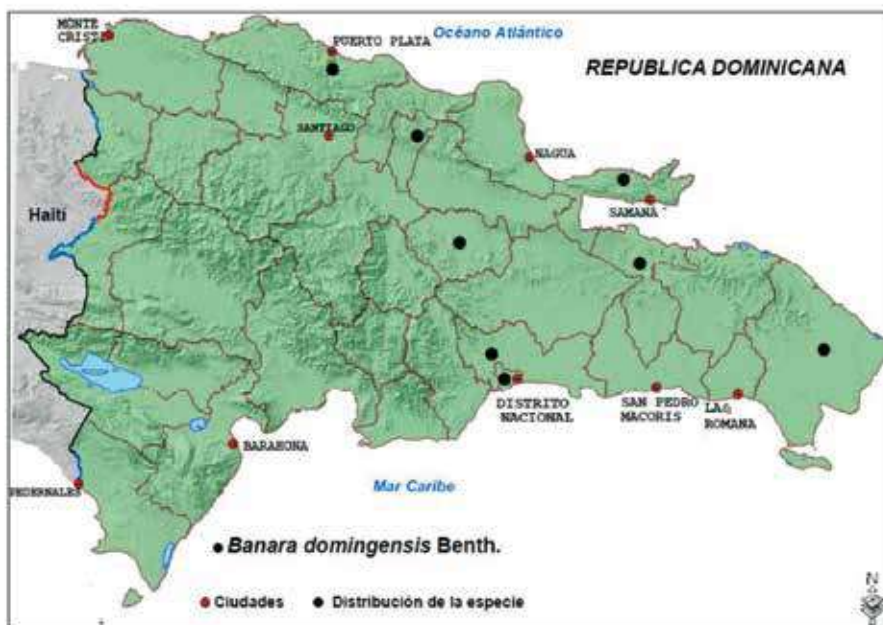 MONTE
CRISTI
PUERTO PLATA
Océano Atlántico
REPUBLICA DOMINICANA
SANTIAGO
NAGUA
Haití
SAMANA
DISTRITO
NACIONAL
SAN PEDRO
MACORIS
LA
ROMANA
BARAHONA
PEDERNALES
Mar Caribe
Banara domingensis Benth.
Ciudades
Distribución de la especie
N